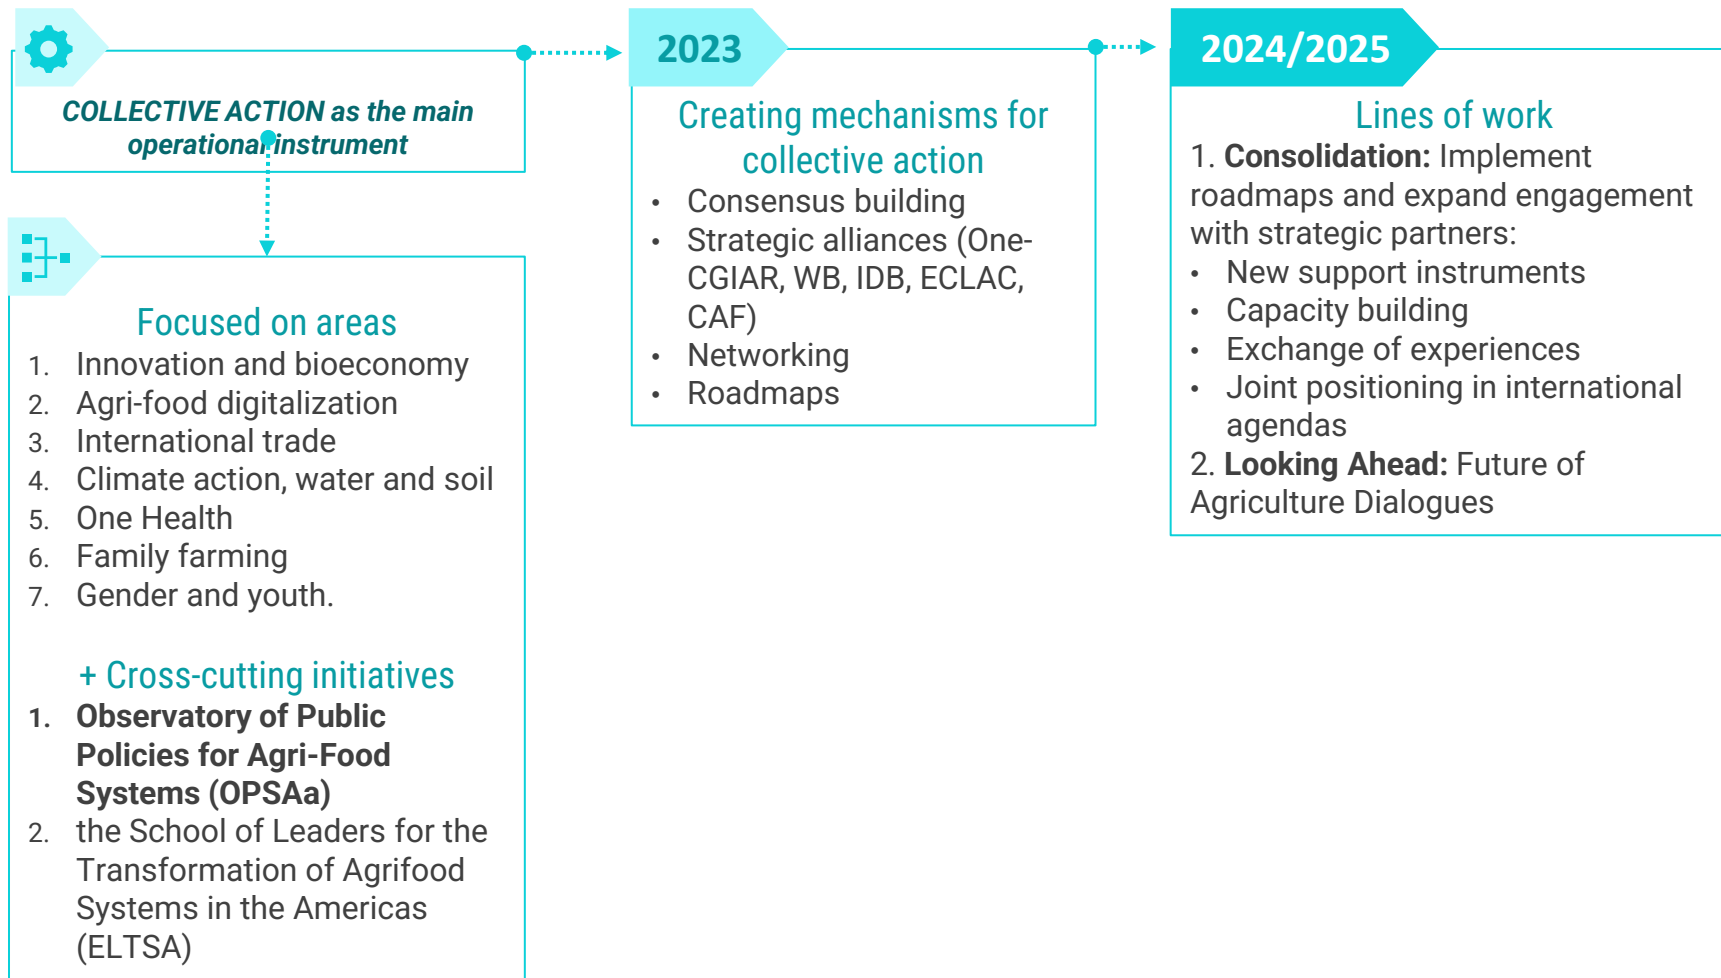 COLLECTIVE ACTION as the main
operational instrument
Focused on areas
1. Innovation and bioeconomy
2. Agri-food digitalization
3. International trade
4. Climate action, water and soil
5. One Health
6. Family farming
7. Gender and youth.
+ Cross-cutting initiatives
1. Observatory of Public
Policies for Agri-Food
Systems (OPSAa)
2. the School of Leaders for the
Transformation of Agrifood
Systems in the Americas
(ELTSA)
2023
Creating mechanisms for
collective action
• Consensus building
• Strategic alliances (One-
CGIAR, WB, IDB, ECLAC,
CAF)
• Networking
• Roadmaps
2024/2025
Lines of work
1. Consolidation: Implement
roadmaps and expand engagement
with strategic partners:
• New support instruments
• Capacity building
• Exchange of experiences
• Joint positioning in international
agendas
2. Looking Ahead: Future of
Agriculture Dialogues